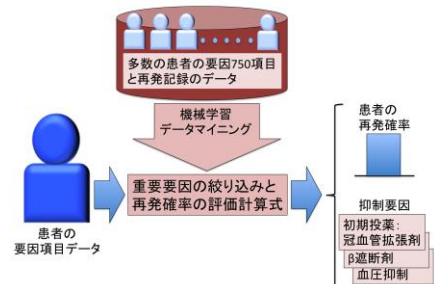 多数の患者の要因750項目
と再発記録のデータ
機械学習
データマイニング
患者の
要因項目データ
重要要因の絞り込みと
再発確率の評価計算式
患者の
再発確率
抑制要因
初期投薬:
冠血管拡張剤
β遮断剤
血圧抑制